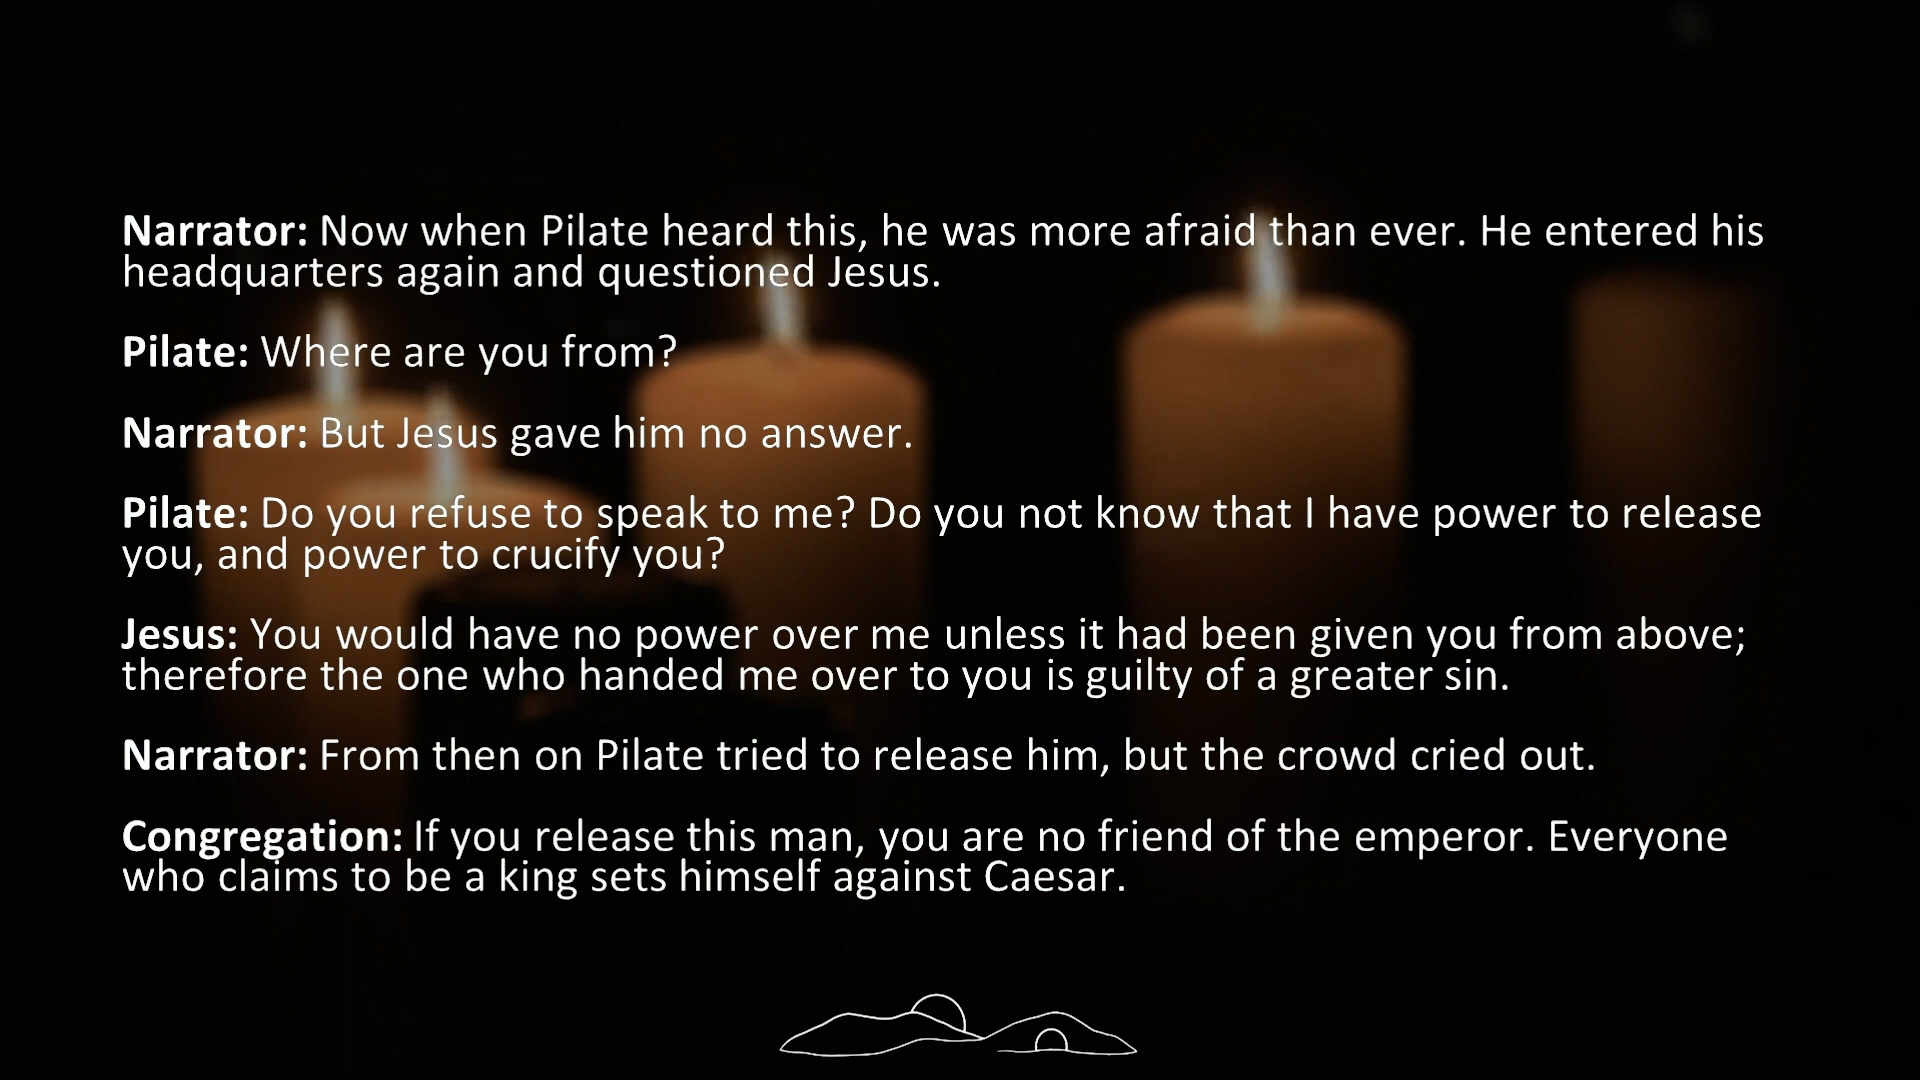 Narrator: Now when Pilate heard this, he was more afraid than ever. He entered his
headquarters again and questioned Jesus.
Pilate: Where are you from?
Narrator: But Jesus gave him no answer.
Pilate: Do you refuse to speak to me? Do you not know that I have power to release
you, and power to crucify you?
Jesus: You would have no power over me unless it had been given you from above;
therefore the one who handed me over to you is guilty of a greater sin.
Narrator: From then on Pilate tried to release him, but the crowd cried out.
Congregation: If you release this man, you are no friend of the emperor. Everyone
who claims to be a king sets himself against Caesar.